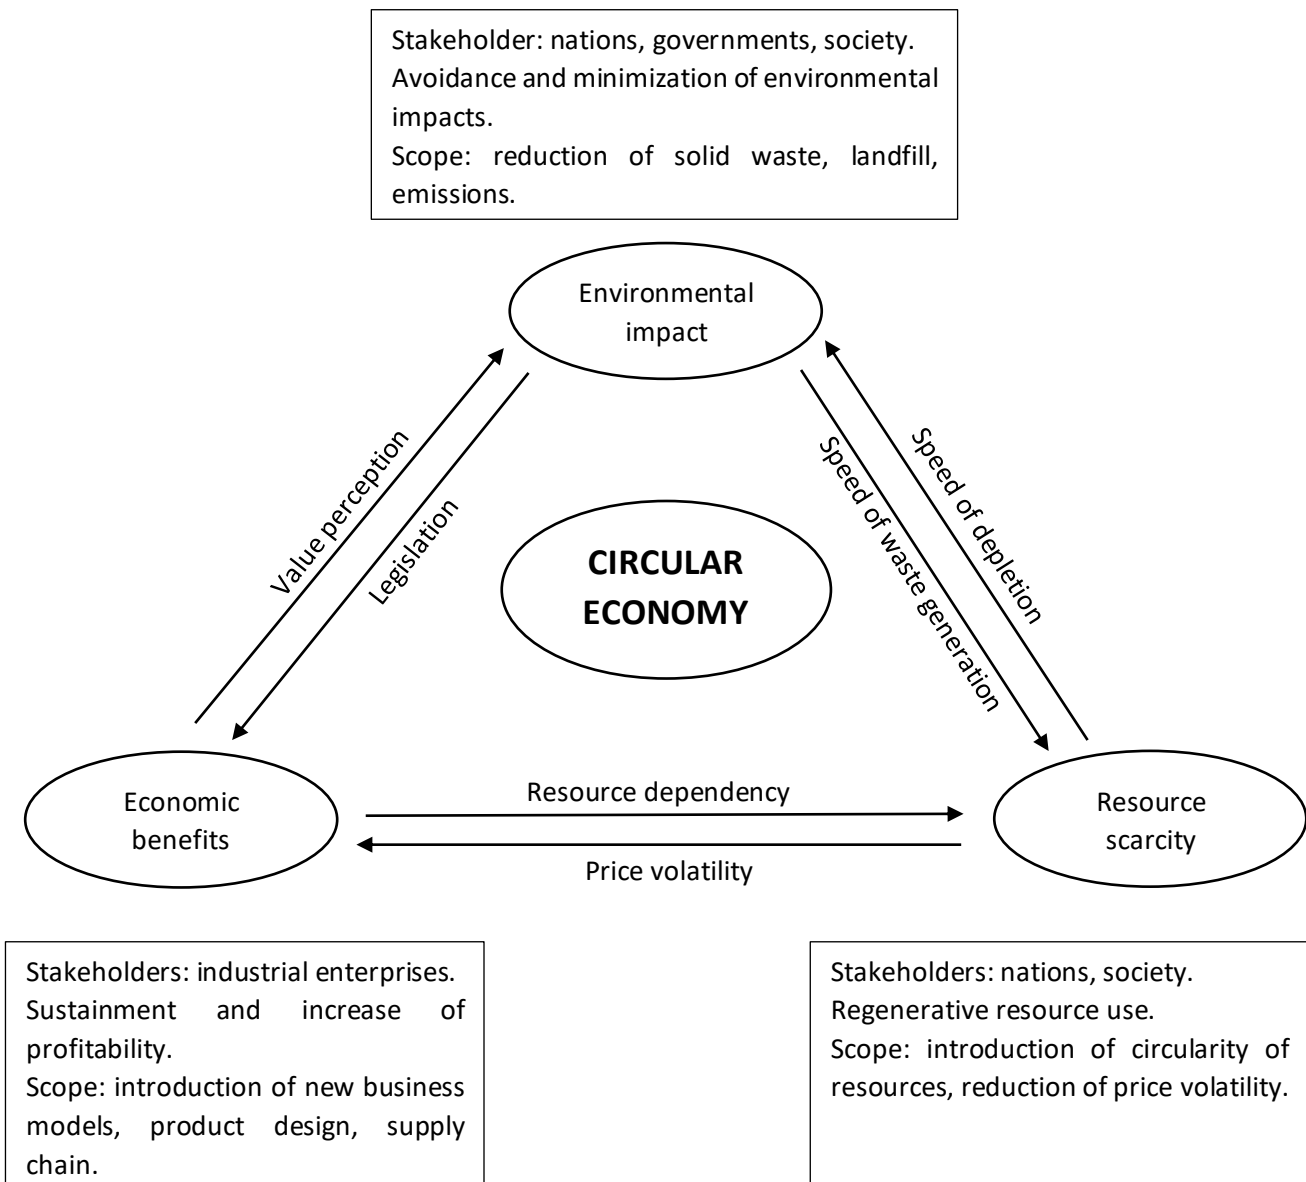 Stakeholder: nations, governments, society.
Avoidance and minimization of environmental
impacts.
Scope: reduction of solid waste, landfill,
emissions.
Environmental
impact
Value perception
Legislation
Speed of waste generation
Speed of depletion
CIRCULAR
ECONOMY
Economic
benefits
Resource dependency
Price volatility
Resource
scarcity
Stakeholders: industrial enterprises.
Sustainment and increase of
profitability.
Scope: introduction of new business
models, product design, supply
chain.
Stakeholders: nations, society.
Regenerative resource use.
Scope: introduction of circularity of
resources, reduction of price volatility.